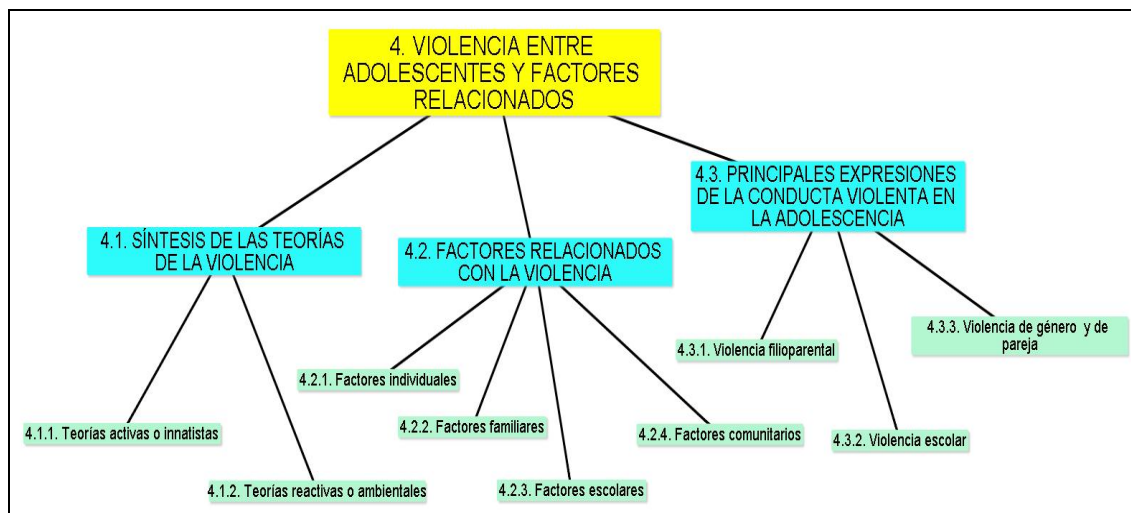 4. VIOLENCIA ENTRE
ADOLESCENTES Y FACTORES
RELACIONADOS
4.1. SÍNTESIS DE LAS TEORÍAS
DE LA VIOLENCIA
4.2. FACTORES RELACIONADOS
CON LA VIOLENCIA
4.3. PRINCIPALES EXPRESIONES
DE LA CONDUCTA VIOLENTA EN
LA ADOLESCENCIA
4.1.1. Teorías activas o innatistas
4.1.2. Teorías reactivas o ambientales
4.2.1. Factores individuales
4.2.2. Factores familiares
4.2.3. Factores escolares
4.2.4. Factores comunitarios
4.3.1. Violencia filioparental
4.3.2. Violencia escolar
4.3.3. Violencia de género y de
pareja